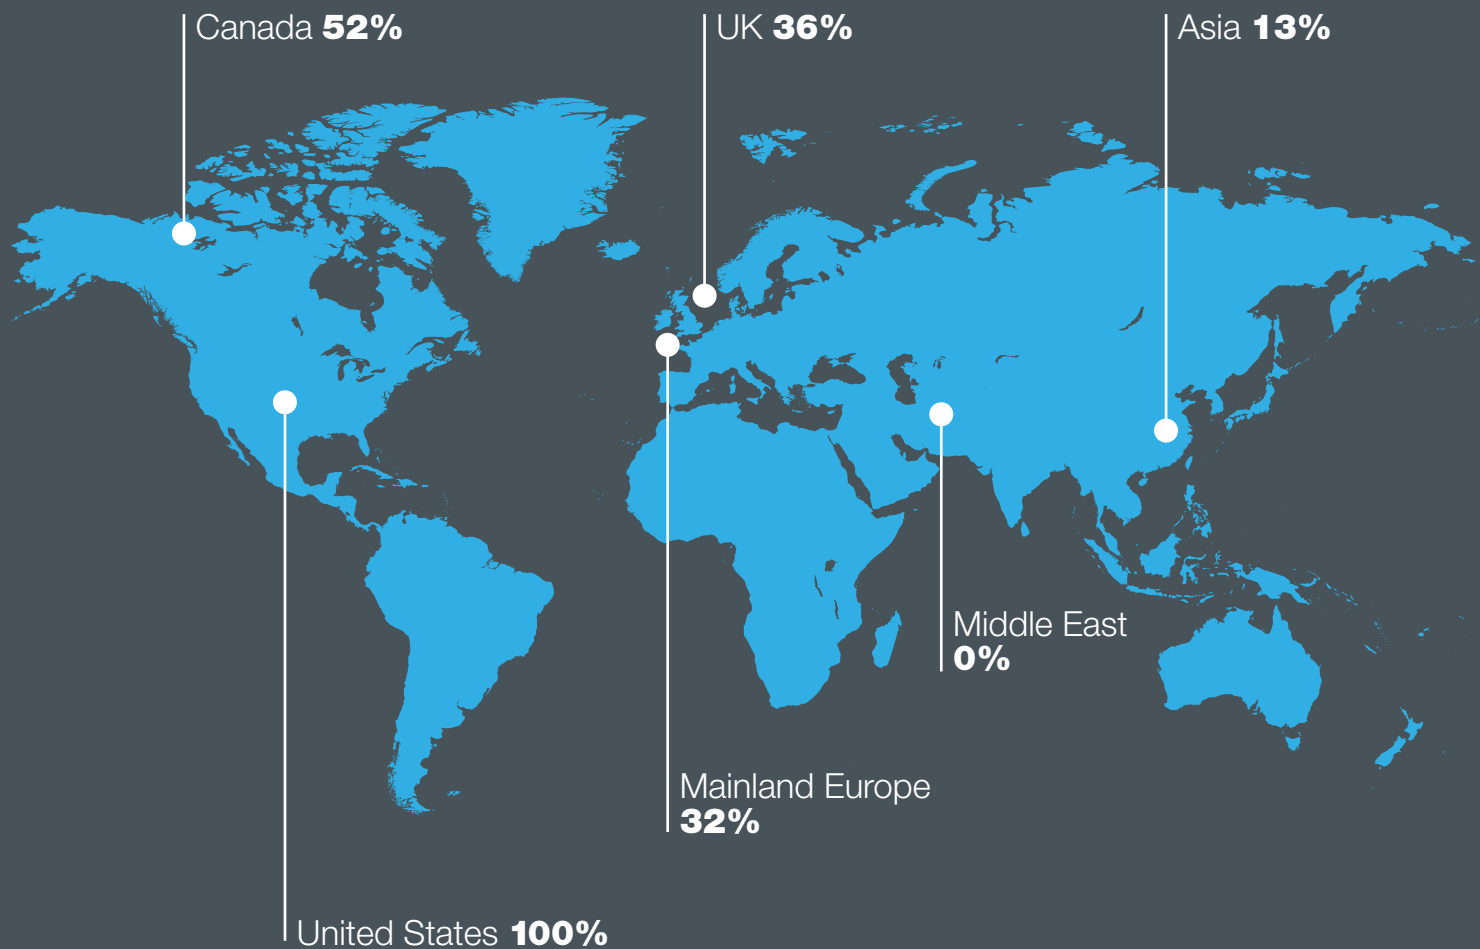 Canada 52%
UK 36%
Asia 13%
Middle East
0%
Mainland Europe
32%
United States 100%